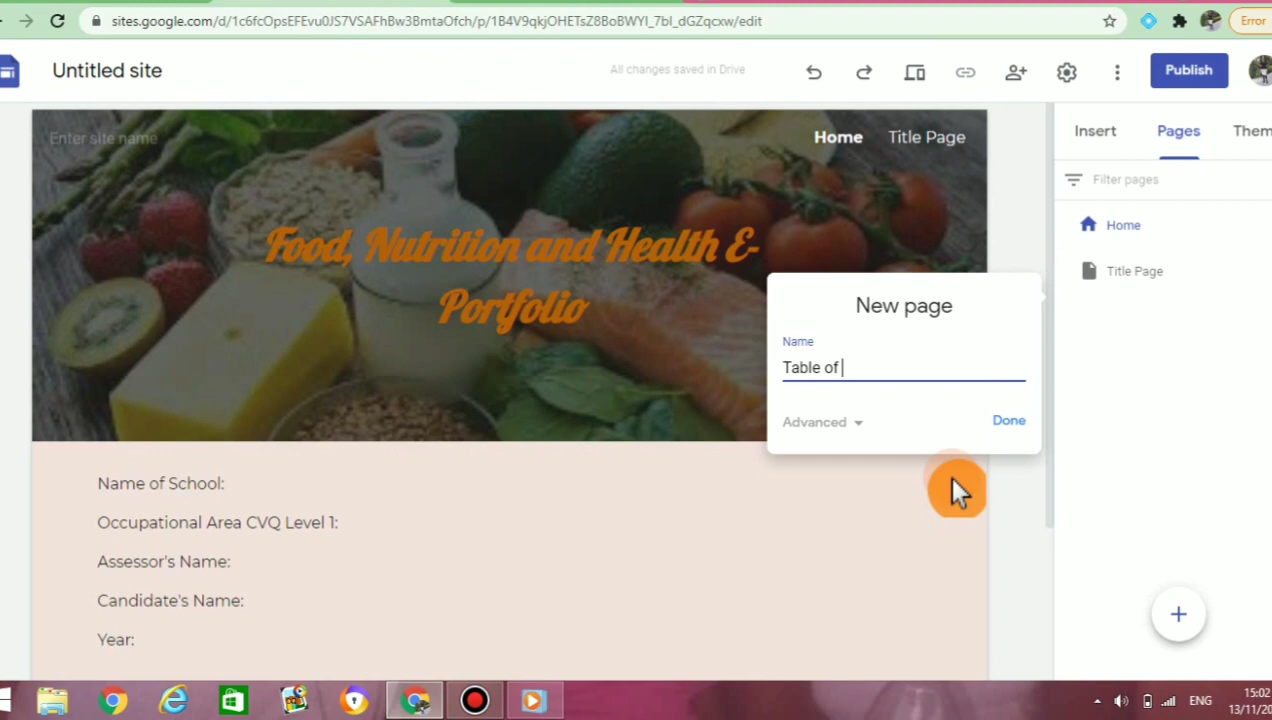 sites.google.com/d/1c6fcOpsEFEvu0JS7VSAFhBw3BmtaOfch/p/1B4V9qkjOHETsZ8BoBWYI_7bI_dGZqcxw/edit
Error
Untitled site
All changes saved in Drive
Publish
Enter site name
Home
Title Page
Insert
Pages
Them
Filter pages
Home
Title Page
Food, Nutrition and Health E-
Portfolio
New page
Name
Table of
Advanced
Done
Name of School:
Occupational Area CVQ Level 1:
Assessor's Name:
Candidate's Name:
Year:
ENG
15:02
13/11/20